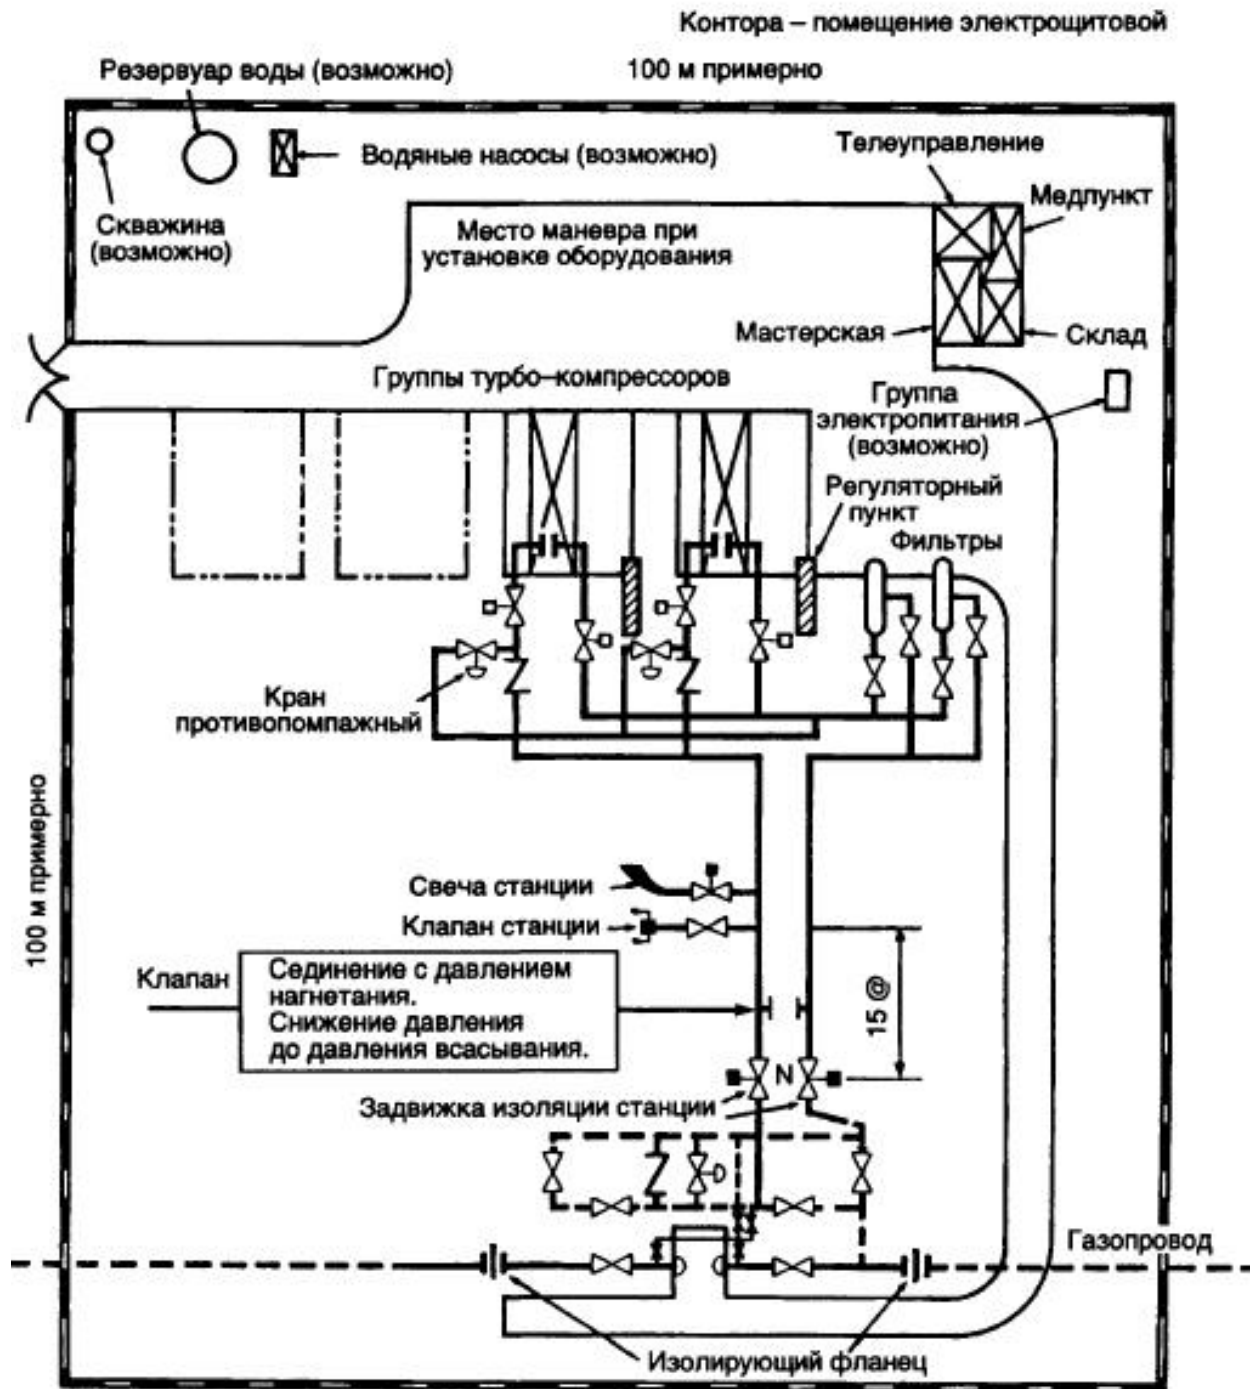 Контора – помещение электрощитовой
Резервуар воды (возможно)
100 м примерно
Водяные насосы (возможно)
Телеуправление
Медпункт
Скважина
(возможно)
Место маневра при
установке оборудования
Мастерская
Склад
Группы турбо–компрессоров
Группа
электропитания
(возможно)
Регуляторный
пункт
Фильтры
Кран
противопомпажный
100 м примерно
Свеча станции
Клапан станции
Клапан
Сединение с давлением
нагнетания.
Снижение давления
до давления всасывания.
15 @
N
Задвижка изоляции станции
Газопровод
Изолирующий фланец